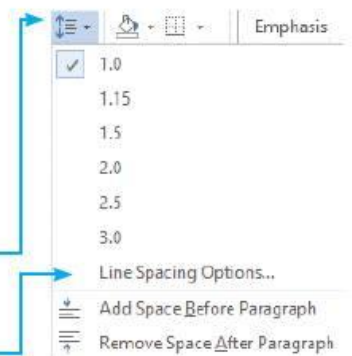 Emphasis
1.0
1.15
1.5
2.0
2.5
3.0
Line Spacing Options...
Add Space Before Paragraph
Remove Space After Paragraph